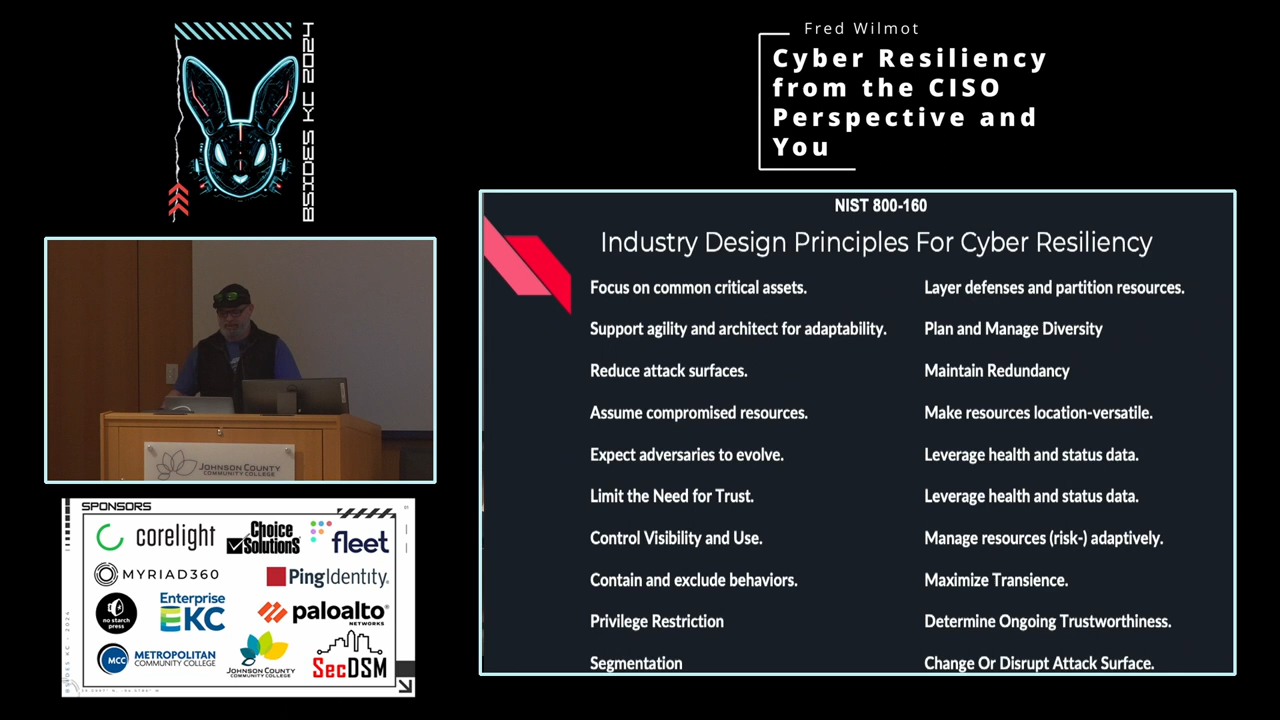 BSIDES KC 2024
Fred Wilmot
Cyber Resiliency
from the CISO
Perspective and
You
JOHNSON COUNTY
COMMUNITY COLLEGE
SPONSORS
corelight
Choice
Solutions
fleet
MYRIAD360
PingIdentity
no starch
press
Enterprise
KC
paloalto
NETWORKS
MCC
METROPOLITAN
COMMUNITY COLLEGE
JOHNSON COUNTY
COMMUNITY COLLEGE
SecDSM
BSIDES KC - 2024
NIST 800-160
Industry Design Principles For Cyber Resiliency
Focus on common critical assets.
Support agility and architect for adaptability.
Reduce attack surfaces.
Assume compromised resources.
Expect adversaries to evolve.
Limit the Need for Trust.
Control Visibility and Use.
Contain and exclude behaviors.
Privilege Restriction
Segmentation
Layer defenses and partition resources.
Plan and Manage Diversity
Maintain Redundancy
Make resources location-versatile.
Leverage health and status data.
Leverage health and status data.
Manage resources (risk-) adaptively.
Maximize Transience.
Determine Ongoing Trustworthiness.
Change Or Disrupt Attack Surface.